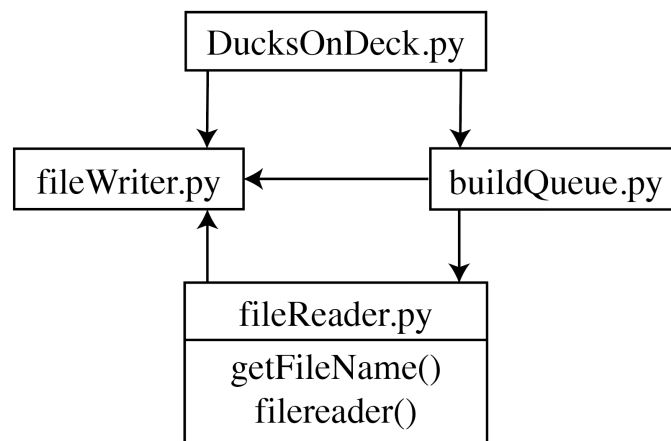 DucksOnDeck.py
fileWriter.py
buildQueue.py
fileReader.py
getFileName()
filereader()